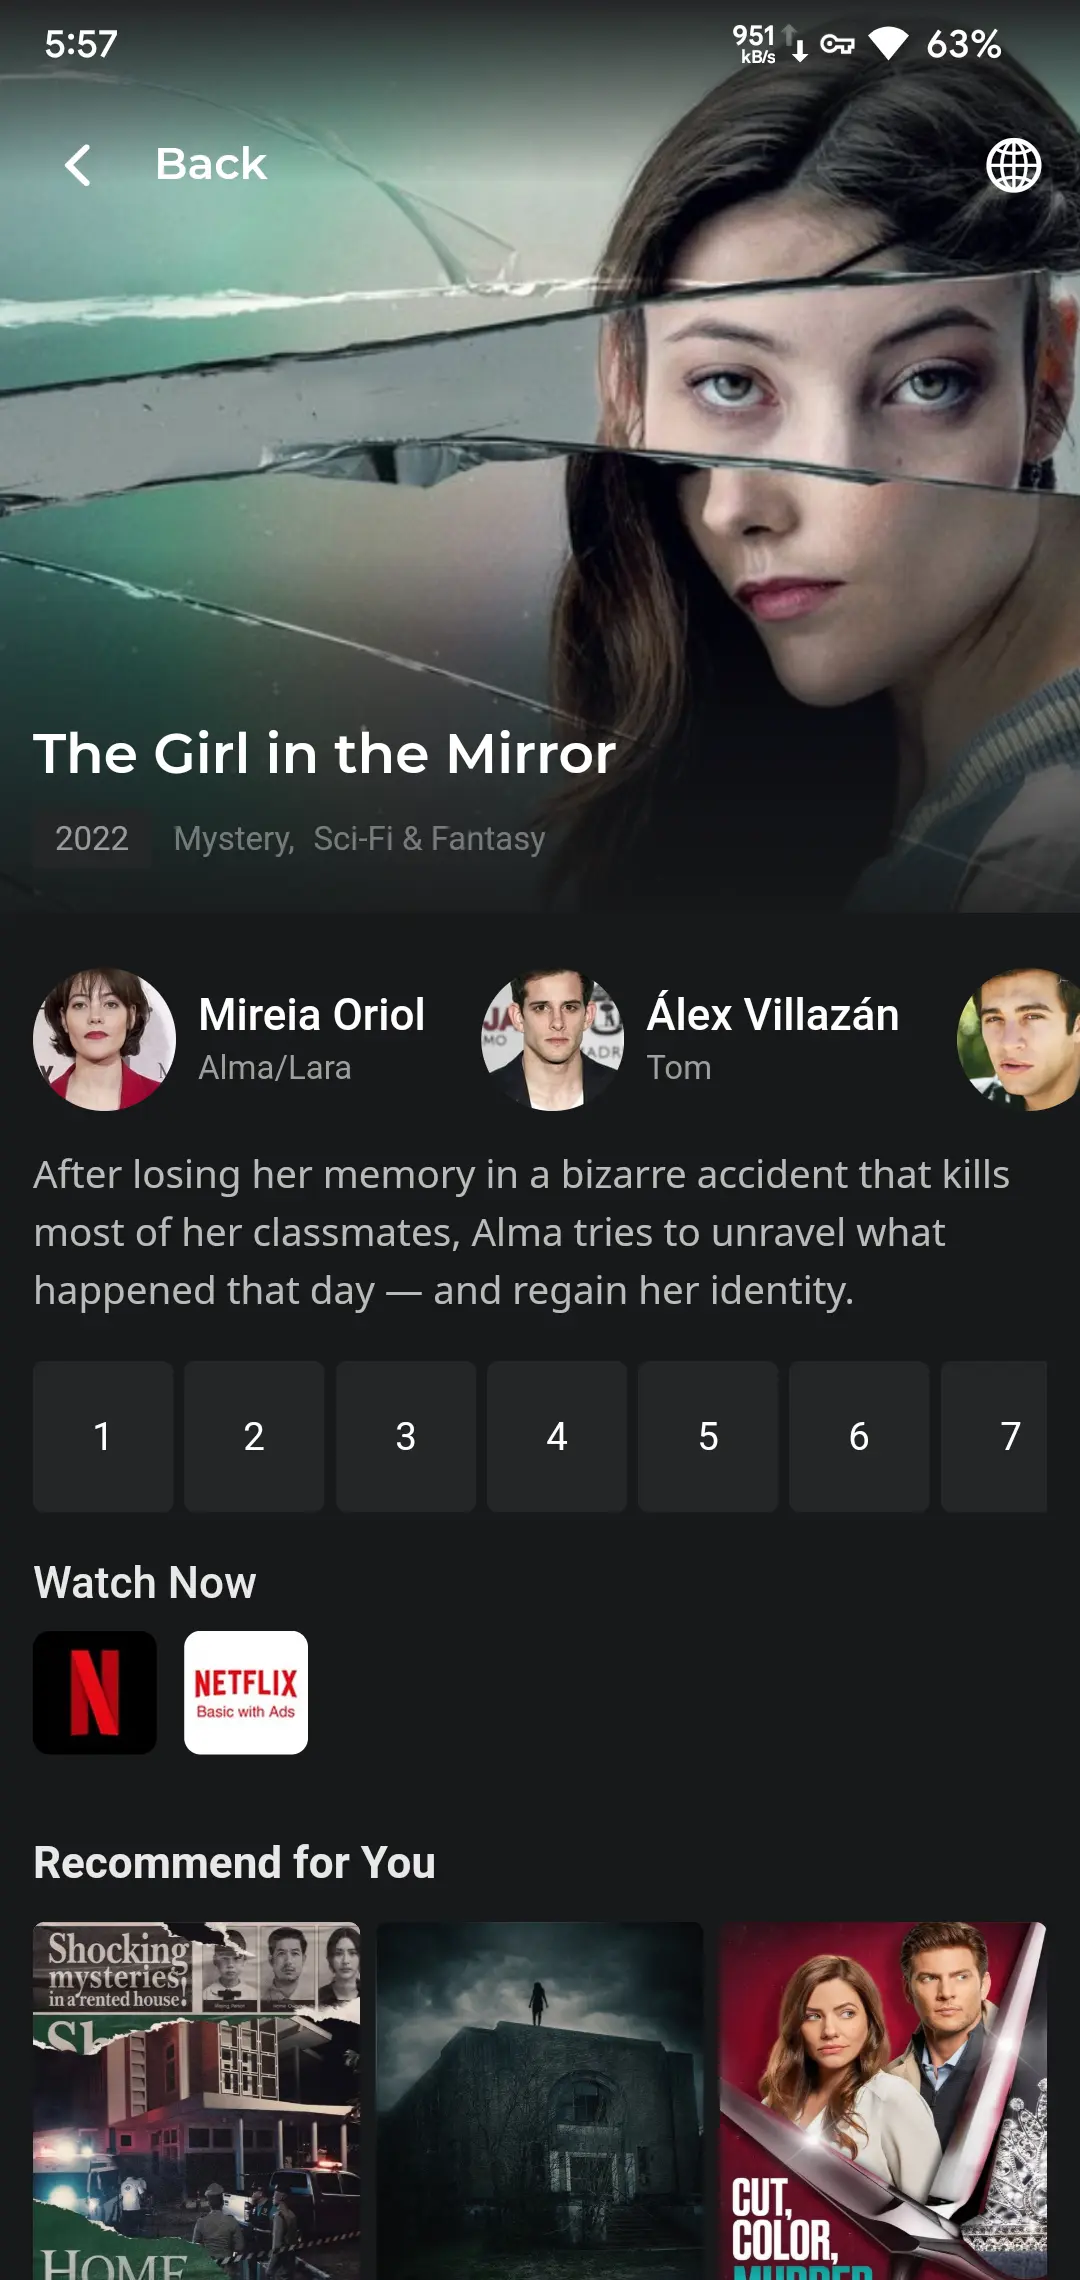 5:57
951 kB/s
63%
Back
The Girl in the Mirror
2022 Mystery, Sci-Fi & Fantasy
Mireia Oriol
Alma/Lara
Álex Villazán
Tom
After losing her memory in a bizarre accident that kills
most of her classmates, Alma tries to unravel what
happened that day — and regain her identity.
1 2 3 4 5 6 7
Watch Now
N
NETFLIX
Basic with Ads
Recommend for You
Shocking
mysteries
in a rented house!
HOME
CUT,
COLOR,
MURDER